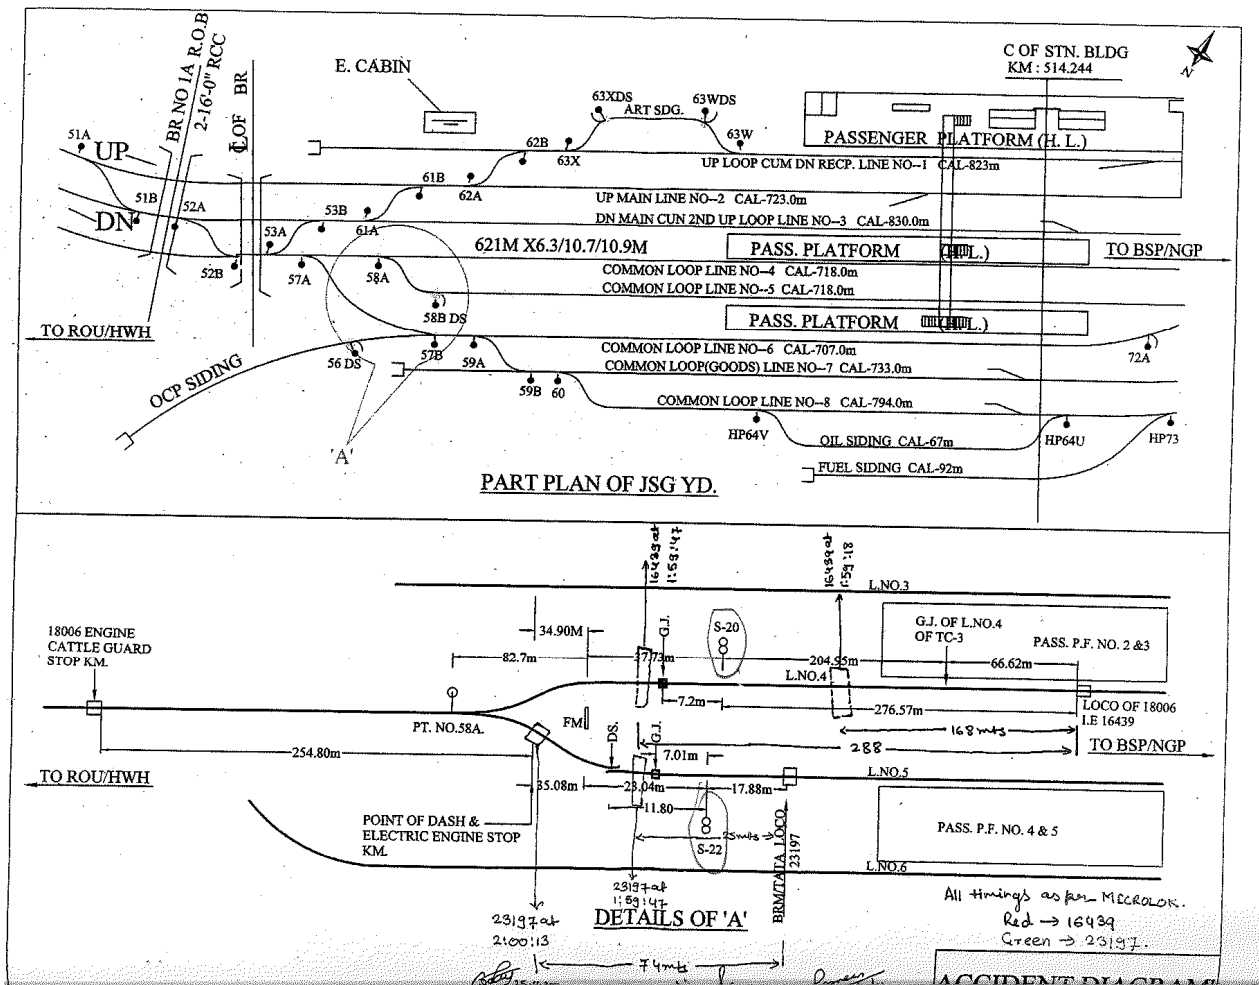 C OF STN. BLDG
KM : 514.244
N
E. CABIN
BR NO 1A R.O.B
2-16'-0" RCC
C OF BR
51A
UP
51B
52A
DN
52B
53A
53B
57A
61A
61B
62A
62B
63X
63XDS
ART SDG.
63WDS
63W
PASSENGER PLATFORM (H. L.)
UP LOOP CUM DN RECP. LINE NO--1 CAL-823m
UP MAIN LINE NO--2 CAL-723.0m
DN MAIN CUN 2ND UP LOOP LINE NO--3 CAL-830.0m
621M X6.3/10.7/10.9M
PASS. PLATFORM (H. L.)
TO BSP/NGP
COMMON LOOP LINE NO--4 CAL-718.0m
58A
COMMON LOOP LINE NO--5 CAL-718.0m
58B DS
PASS. PLATFORM (H. L.)
TO ROU/HWH
COMMON LOOP LINE NO--6 CAL-707.0m
72A
56 DS
57B
59A
COMMON LOOP(GOODS) LINE NO--7 CAL-733.0m
OCP SIDING
59B
60
COMMON LOOP LINE NO--8 CAL-794.0m
HP64V
OIL SIDING CAL-67m
HP64U
HP73
FUEL SIDING CAL-92m
'A'
PART PLAN OF JSG YD.
16439 at
1:59:47
16439 at
1:59:18
L.NO.3
18006 ENGINE
CATTLE GUARD
STOP KM.
34.90M
G.J.
S-20
G.J. OF L.NO.4
OF TC-3
PASS. P.F. NO. 2 &3
82.7m
37.73m
204.95m
66.62m
L.NO.4
PT. NO.58A.
FM
7.2m
276.57m
LOCO OF 18006
I.E 16439
168mts
DS.
G.J.
288
TO BSP/NGP
254.80m
7.01m
TO ROU/HWH
L.NO.5
35.08m
23.04m
17.88m
11.80
POINT OF DASH &
ELECTRIC ENGINE STOP
KM.
25mts
S-22
BRM/TATA LOCO
23197
PASS. P.F. NO. 4 & 5
L.NO.6
23197 at
1:59:47
23197 at
2:00:13
DETAILS OF 'A'
All timings as per MICROLOK.
Red → 16439
Green → 23197.
74mts
ACCIDENT DIAGRAM